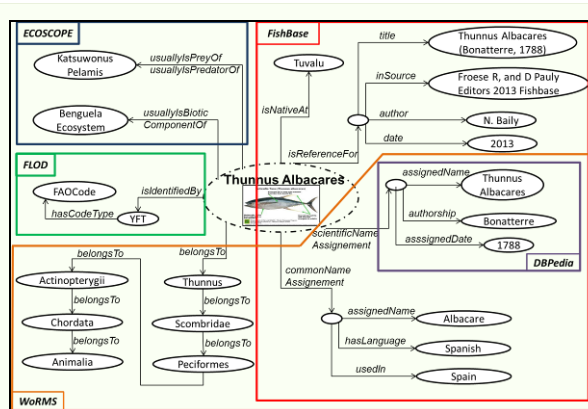 ECOSCOPE
Katsuwonus
Pelamis
usuallyIsPreyOf
usuallyIsPredatorOf
Benguela
Ecosystem
usuallyIsBiotic
ComponentOf
FLOD
FAOCode
isIdentifiedBy
hasCodeType
YFT
FishBase
Tuvalu
isNativeAt
title
Thunnus Albacares
(Bonatterre, 1788)
inSource
Froese R, and D Pauly
Editors 2013 Fishbase
author
N. Baily
date
2013
isReferenceFor
Thunnus Albacares
assignedName
Thunnus
Albacares
authorship
Bonatterre
asssignedDate
1788
DBPedia
scientificName
Assignement
commonName
Assignement
assignedName
Albacare
hasLanguage
Spanish
usedIn
Spain
belongsTo
belongsTo
Actinopterygii
Thunnus
belongsTo
belongsTo
Chordata
Scombridae
belongsTo
belongsTo
Animalia
Peciformes
WoRMS